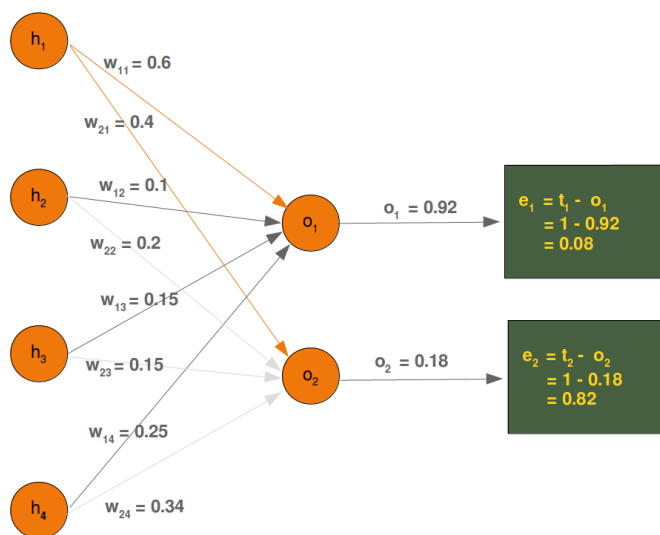 h₁
w₁₁ = 0.6
w₂₁ = 0.4
h₂
w₁₂ = 0.1
w₂₂ = 0.2
o₁
o₁ = 0.92
e₁ = t₁ - o₁
= 1 - 0.92
= 0.08
w₁₃ = 0.15
h₃
w₂₃ = 0.15
o₂
o₂ = 0.18
e₂ = t₂ - o₂
= 1 - 0.18
= 0.82
w₁₄ = 0.25
h₄
w₂₄ = 0.34